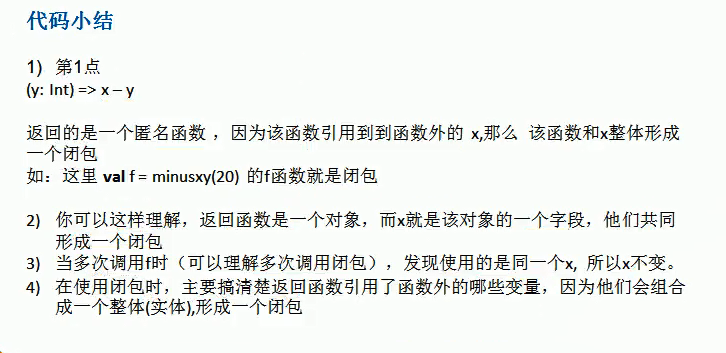 代码小结
1) 第1点
(y: Int) => x – y
返回的是一个匿名函数 ，因为该函数引用到到函数外的 x,那么 该函数和x整体形成
一个闭包
如：这里 val f = minusxy(20) 的f函数就是闭包
2) 你可以这样理解，返回函数是一个对象，而x就是该对象的一个字段，他们共同
形成一个闭包
3) 当多次调用f时（可以理解多次调用闭包），发现使用的是同一个x, 所以x不变。
4) 在使用闭包时，主要搞清楚返回函数引用了函数外的哪些变量，因为他们会组合
成一个整体(实体),形成一个闭包